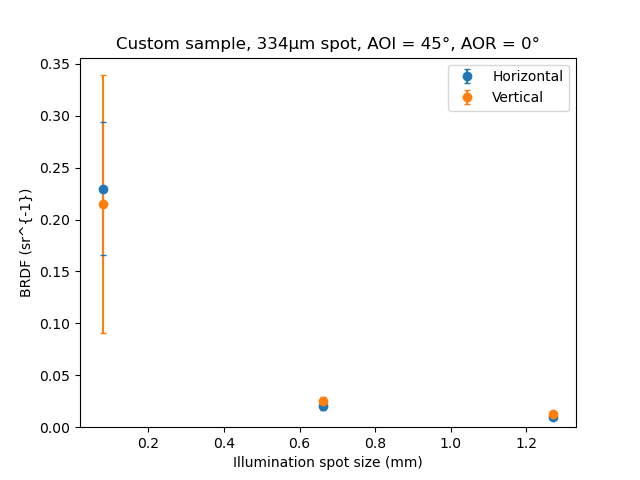 Custom sample, 334μm spot, AOI = 45°, AOR = 0°
Horizontal
Vertical
BRDF (sr^{-1})
0.35
0.30
0.25
0.20
0.15
0.10
0.05
0.00
0.2
0.4
0.6
0.8
1.0
1.2
Illumination spot size (mm)